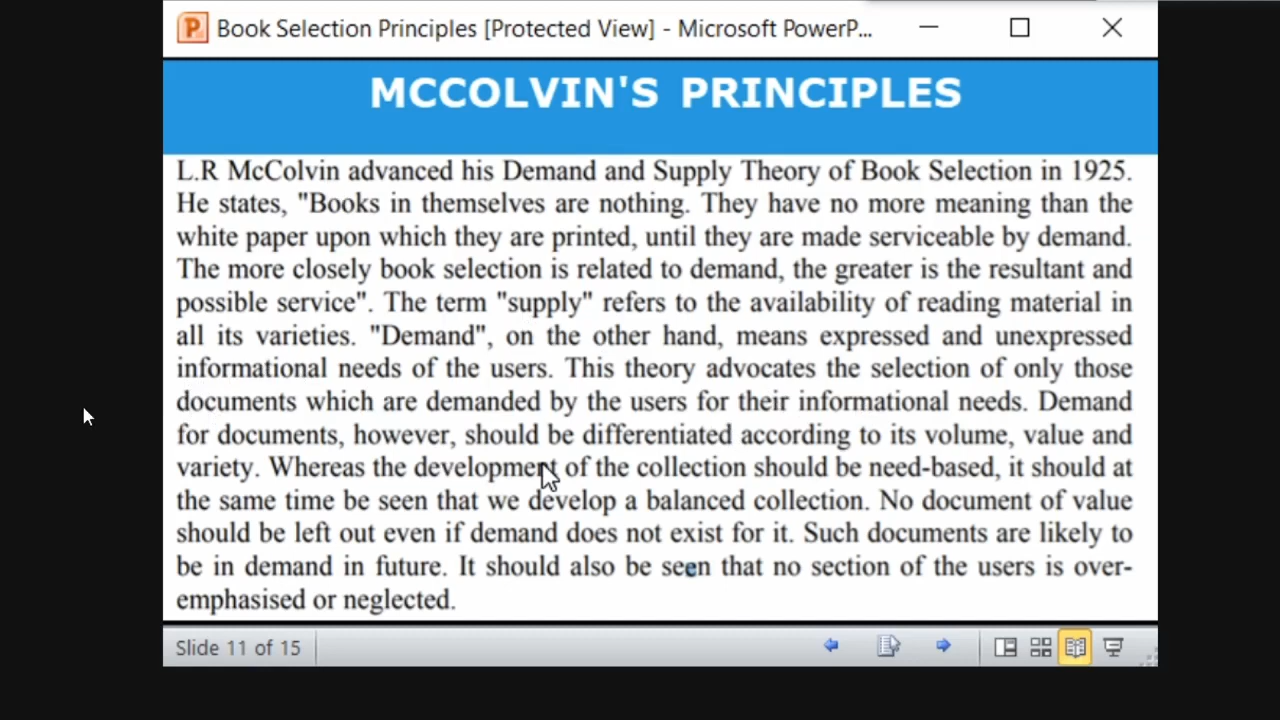 Book Selection Principles [Protected View] - Microsoft PowerP...
MCCOLVIN'S PRINCIPLES
L.R McColvin advanced his Demand and Supply Theory of Book Selection in 1925.
He states, "Books in themselves are nothing. They have no more meaning than the
white paper upon which they are printed, until they are made serviceable by demand.
The more closely book selection is related to demand, the greater is the resultant and
possible service". The term "supply" refers to the availability of reading material in
all its varieties. "Demand", on the other hand, means expressed and unexpressed
informational needs of the users. This theory advocates the selection of only those
documents which are demanded by the users for their informational needs. Demand
for documents, however, should be differentiated according to its volume, value and
variety. Whereas the development of the collection should be need-based, it should at
the same time be seen that we develop a balanced collection. No document of value
should be left out even if demand does not exist for it. Such documents are likely to
be in demand in future. It should also be seen that no section of the users is over-
emphasised or neglected.
Slide 11 of 15